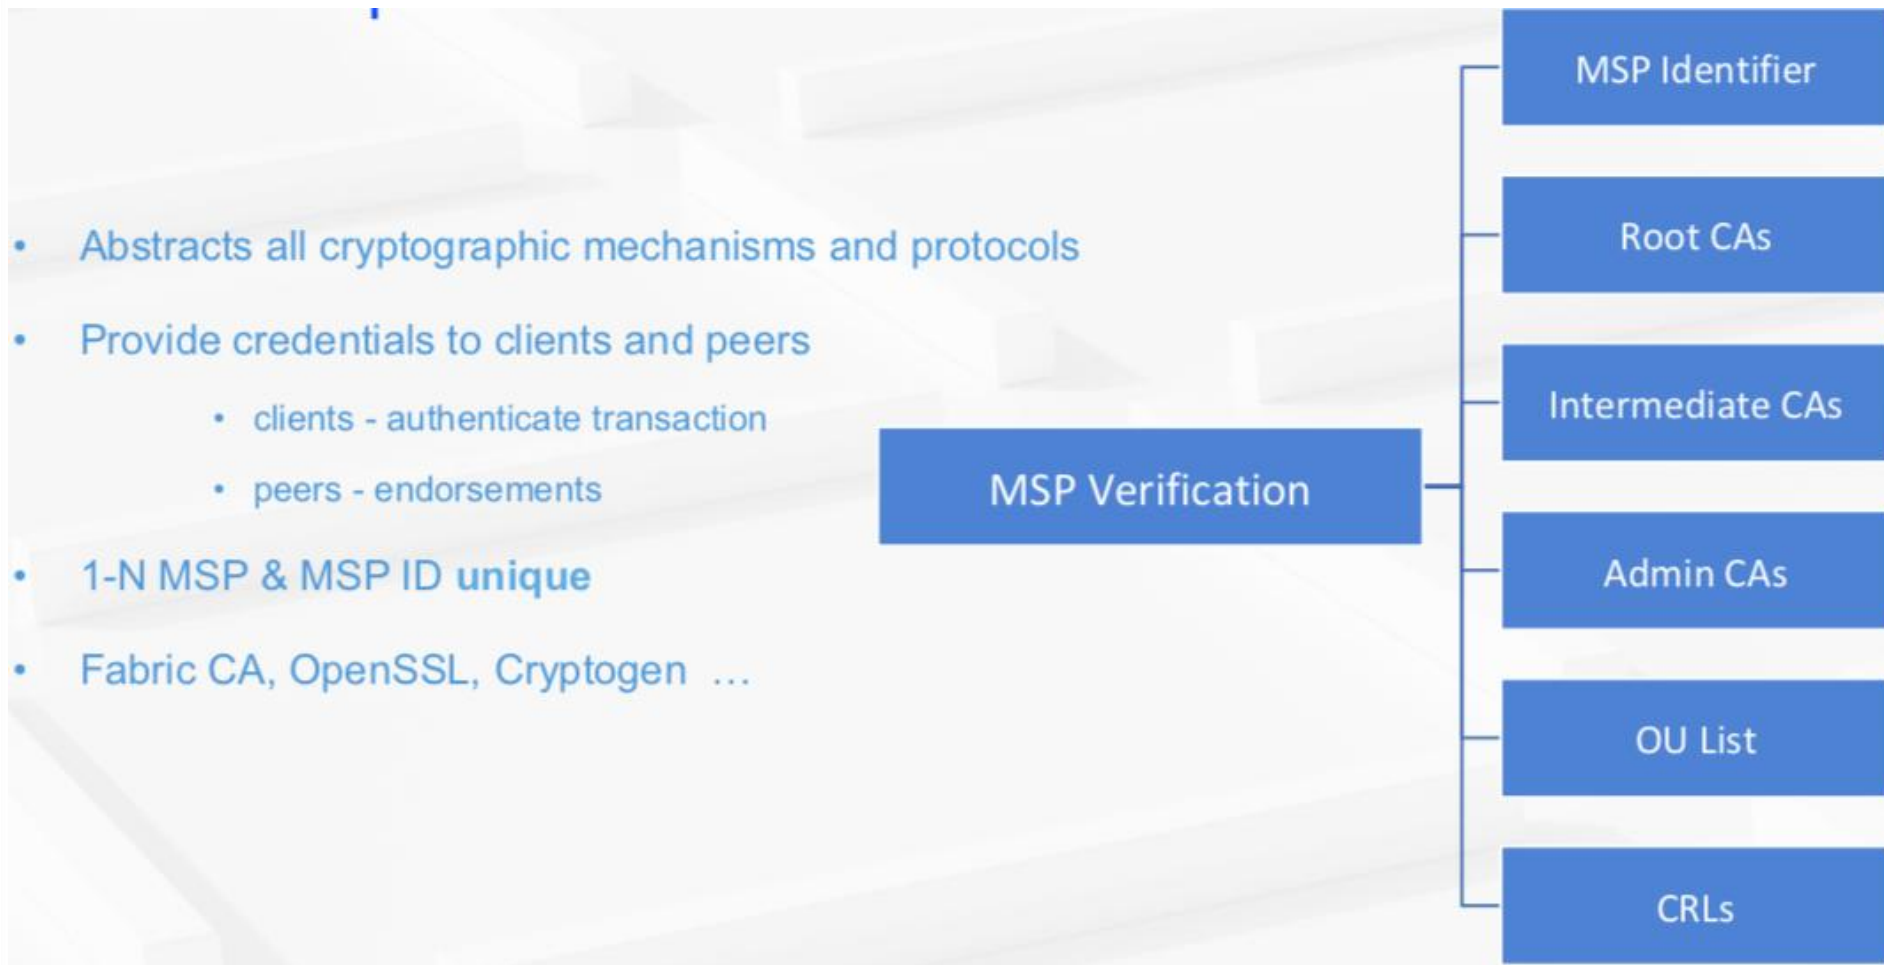 • Abstracts all cryptographic mechanisms and protocols
• Provide credentials to clients and peers
• clients - authenticate transaction
• peers - endorsements
• 1-N MSP & MSP ID unique
• Fabric CA, OpenSSL, Cryptogen …
MSP Verification
MSP Identifier
Root CAs
Intermediate CAs
Admin CAs
OU List
CRLs